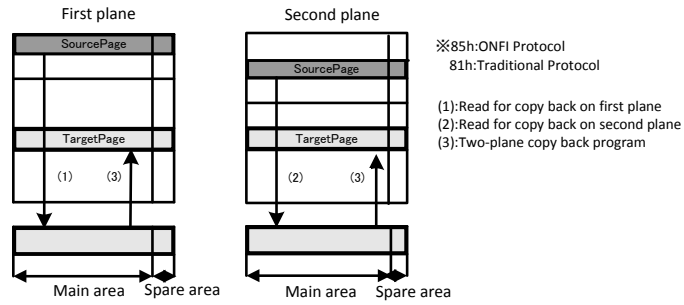 First plane
SourcePage
TargetPage
(1)
(3)
Main area
Spare area
Second plane
SourcePage
TargetPage
(2)
(3)
Main area
Spare area
※85h:ONFI Protocol
81h:Traditional Protocol
(1):Read for copy back on first plane
(2):Read for copy back on second plane
(3):Two-plane copy back program